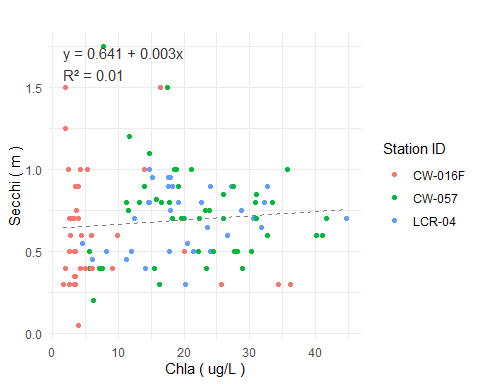 y = 0.641 + 0.003x
R² = 0.01
1.5
1.0
0.5
0.0
Secchi ( m )
0
10
20
30
40
Chla ( ug/L )
Station ID
CW-016F
CW-057
LCR-04